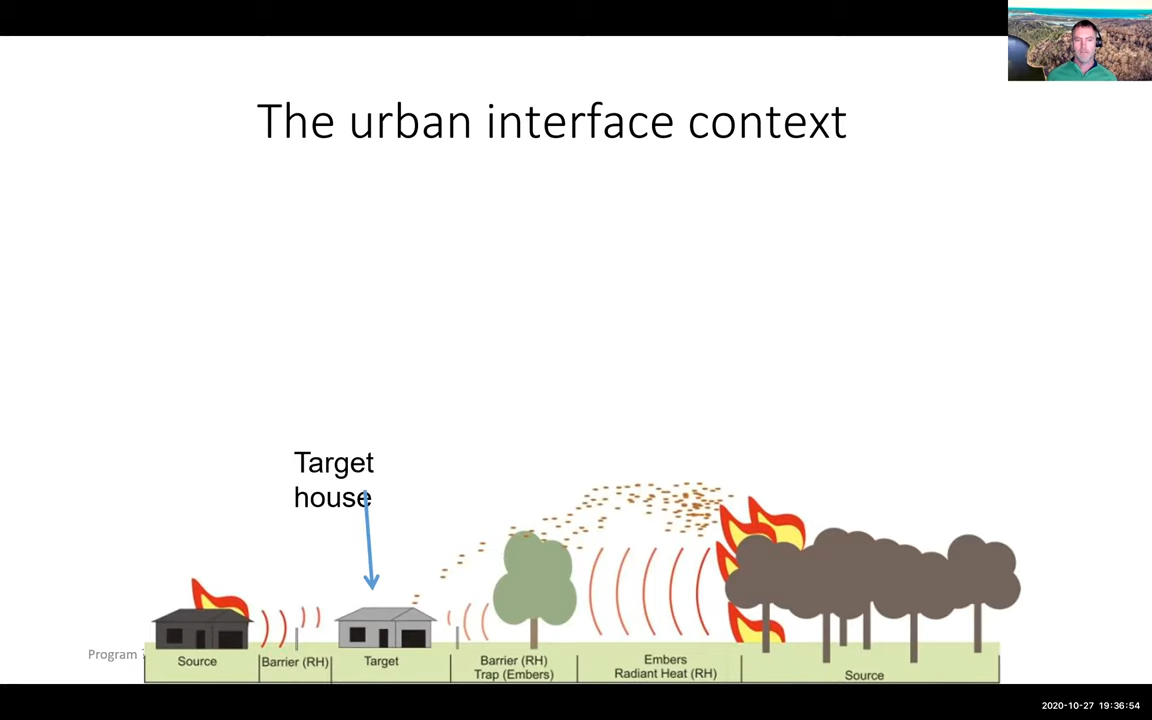 The urban interface context
Target
house
Program
Source
Barrier (RH)
Target
Barrier (RH)
Trap (Embers)
Embers
Radiant Heat (RH)
Source
2020-10-27 19:36:54